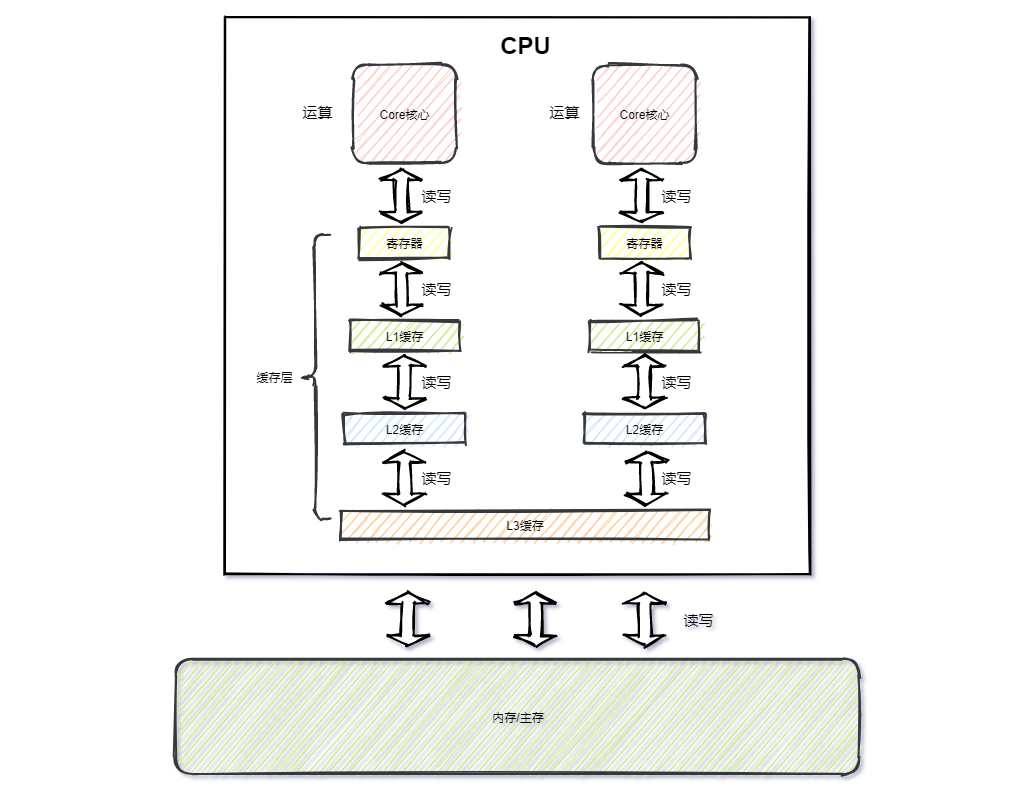 CPU
运算
Core核心
运算
Core核心
读写
读写
寄存器
寄存器
读写
读写
L1缓存
L1缓存
缓存层
读写
读写
L2缓存
L2缓存
读写
读写
L3缓存
读写
内存/主存